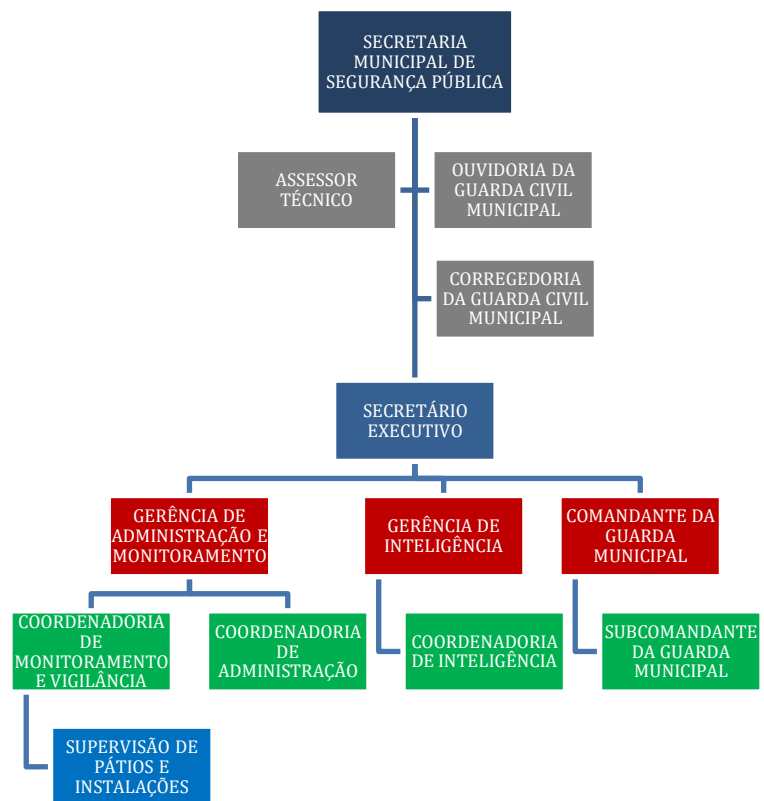 SECRETARIA
MUNICIPAL DE
SEGURANÇA PÚBLICA
ASSESSOR
TÉCNICO
OUVIDORIA DA
GUARDA CIVIL
MUNICIPAL
CORREGEDORIA
DA GUARDA CIVIL
MUNICIPAL
SECRETÁRIO
EXECUTIVO
GERÊNCIA DE
ADMINISTRAÇÃO E
MONITORAMENTO
GERÊNCIA DE
INTELIGÊNCIA
COMANDANTE DA
GUARDA
MUNICIPAL
COORDENADORIA
DE
MONITORAMENTO
E VIGILÂNCIA
COORDENADORIA
DE
ADMINISTRAÇÃO
COORDENADORIA
DE INTELIGÊNCIA
SUBCOMANDANTE
DA GUARDA
MUNICIPAL
SUPERVISÃO DE
PÁTIOS E
INSTALAÇÕES